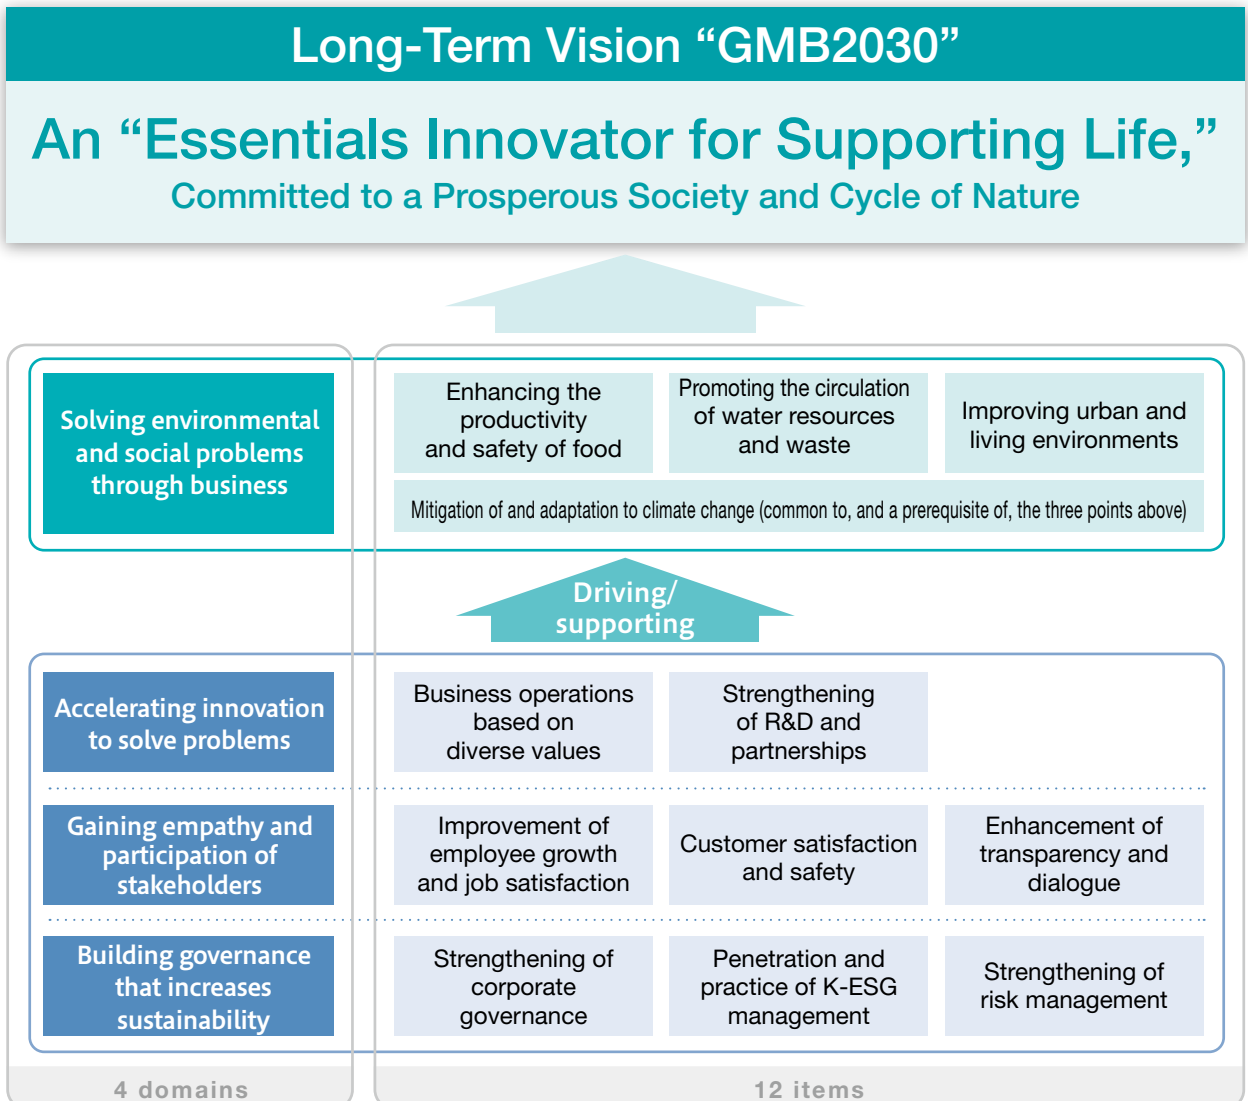 Long-Term Vision “GMB2030”
An “Essentials Innovator for Supporting Life,”
Committed to a Prosperous Society and Cycle of Nature
Solving environmental
and social problems
through business
Enhancing the
productivity
and safety of food
Promoting the circulation
of water resources
and waste
Improving urban and
living environments
Mitigation of and adaptation to climate change (common to, and a prerequisite of, the three points above)
Driving/
supporting
Accelerating innovation
to solve problems
Business operations
based on
diverse values
Strengthening
of R&D and
partnerships
Gaining empathy and
participation of
stakeholders
Improvement of
employee growth
and job satisfaction
Customer satisfaction
and safety
Enhancement of
transparency and
dialogue
Building governance
that increases
sustainability
Strengthening of
corporate
governance
Penetration and
practice of K-ESG
management
Strengthening of
risk management
4 domains
12 items